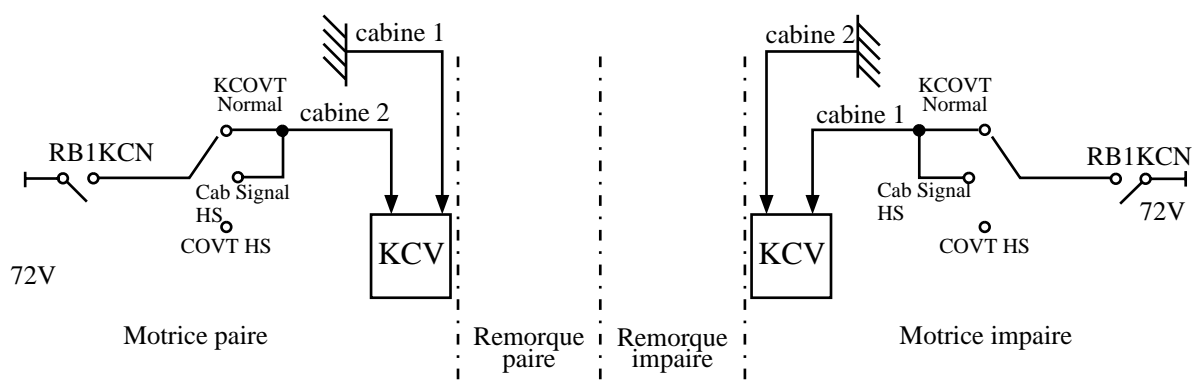 cabine 1
cabine 2
KCOVT
Normal
cabine 2
RB1KCN
Cab Signal
HS
COVT HS
KCV
72V
KCOVT
Normal
cabine 1
RB1KCN
Cab Signal
HS
72V
COVT HS
KCV
Motrice paire
Remorque
paire
Remorque
impaire
Motrice impaire